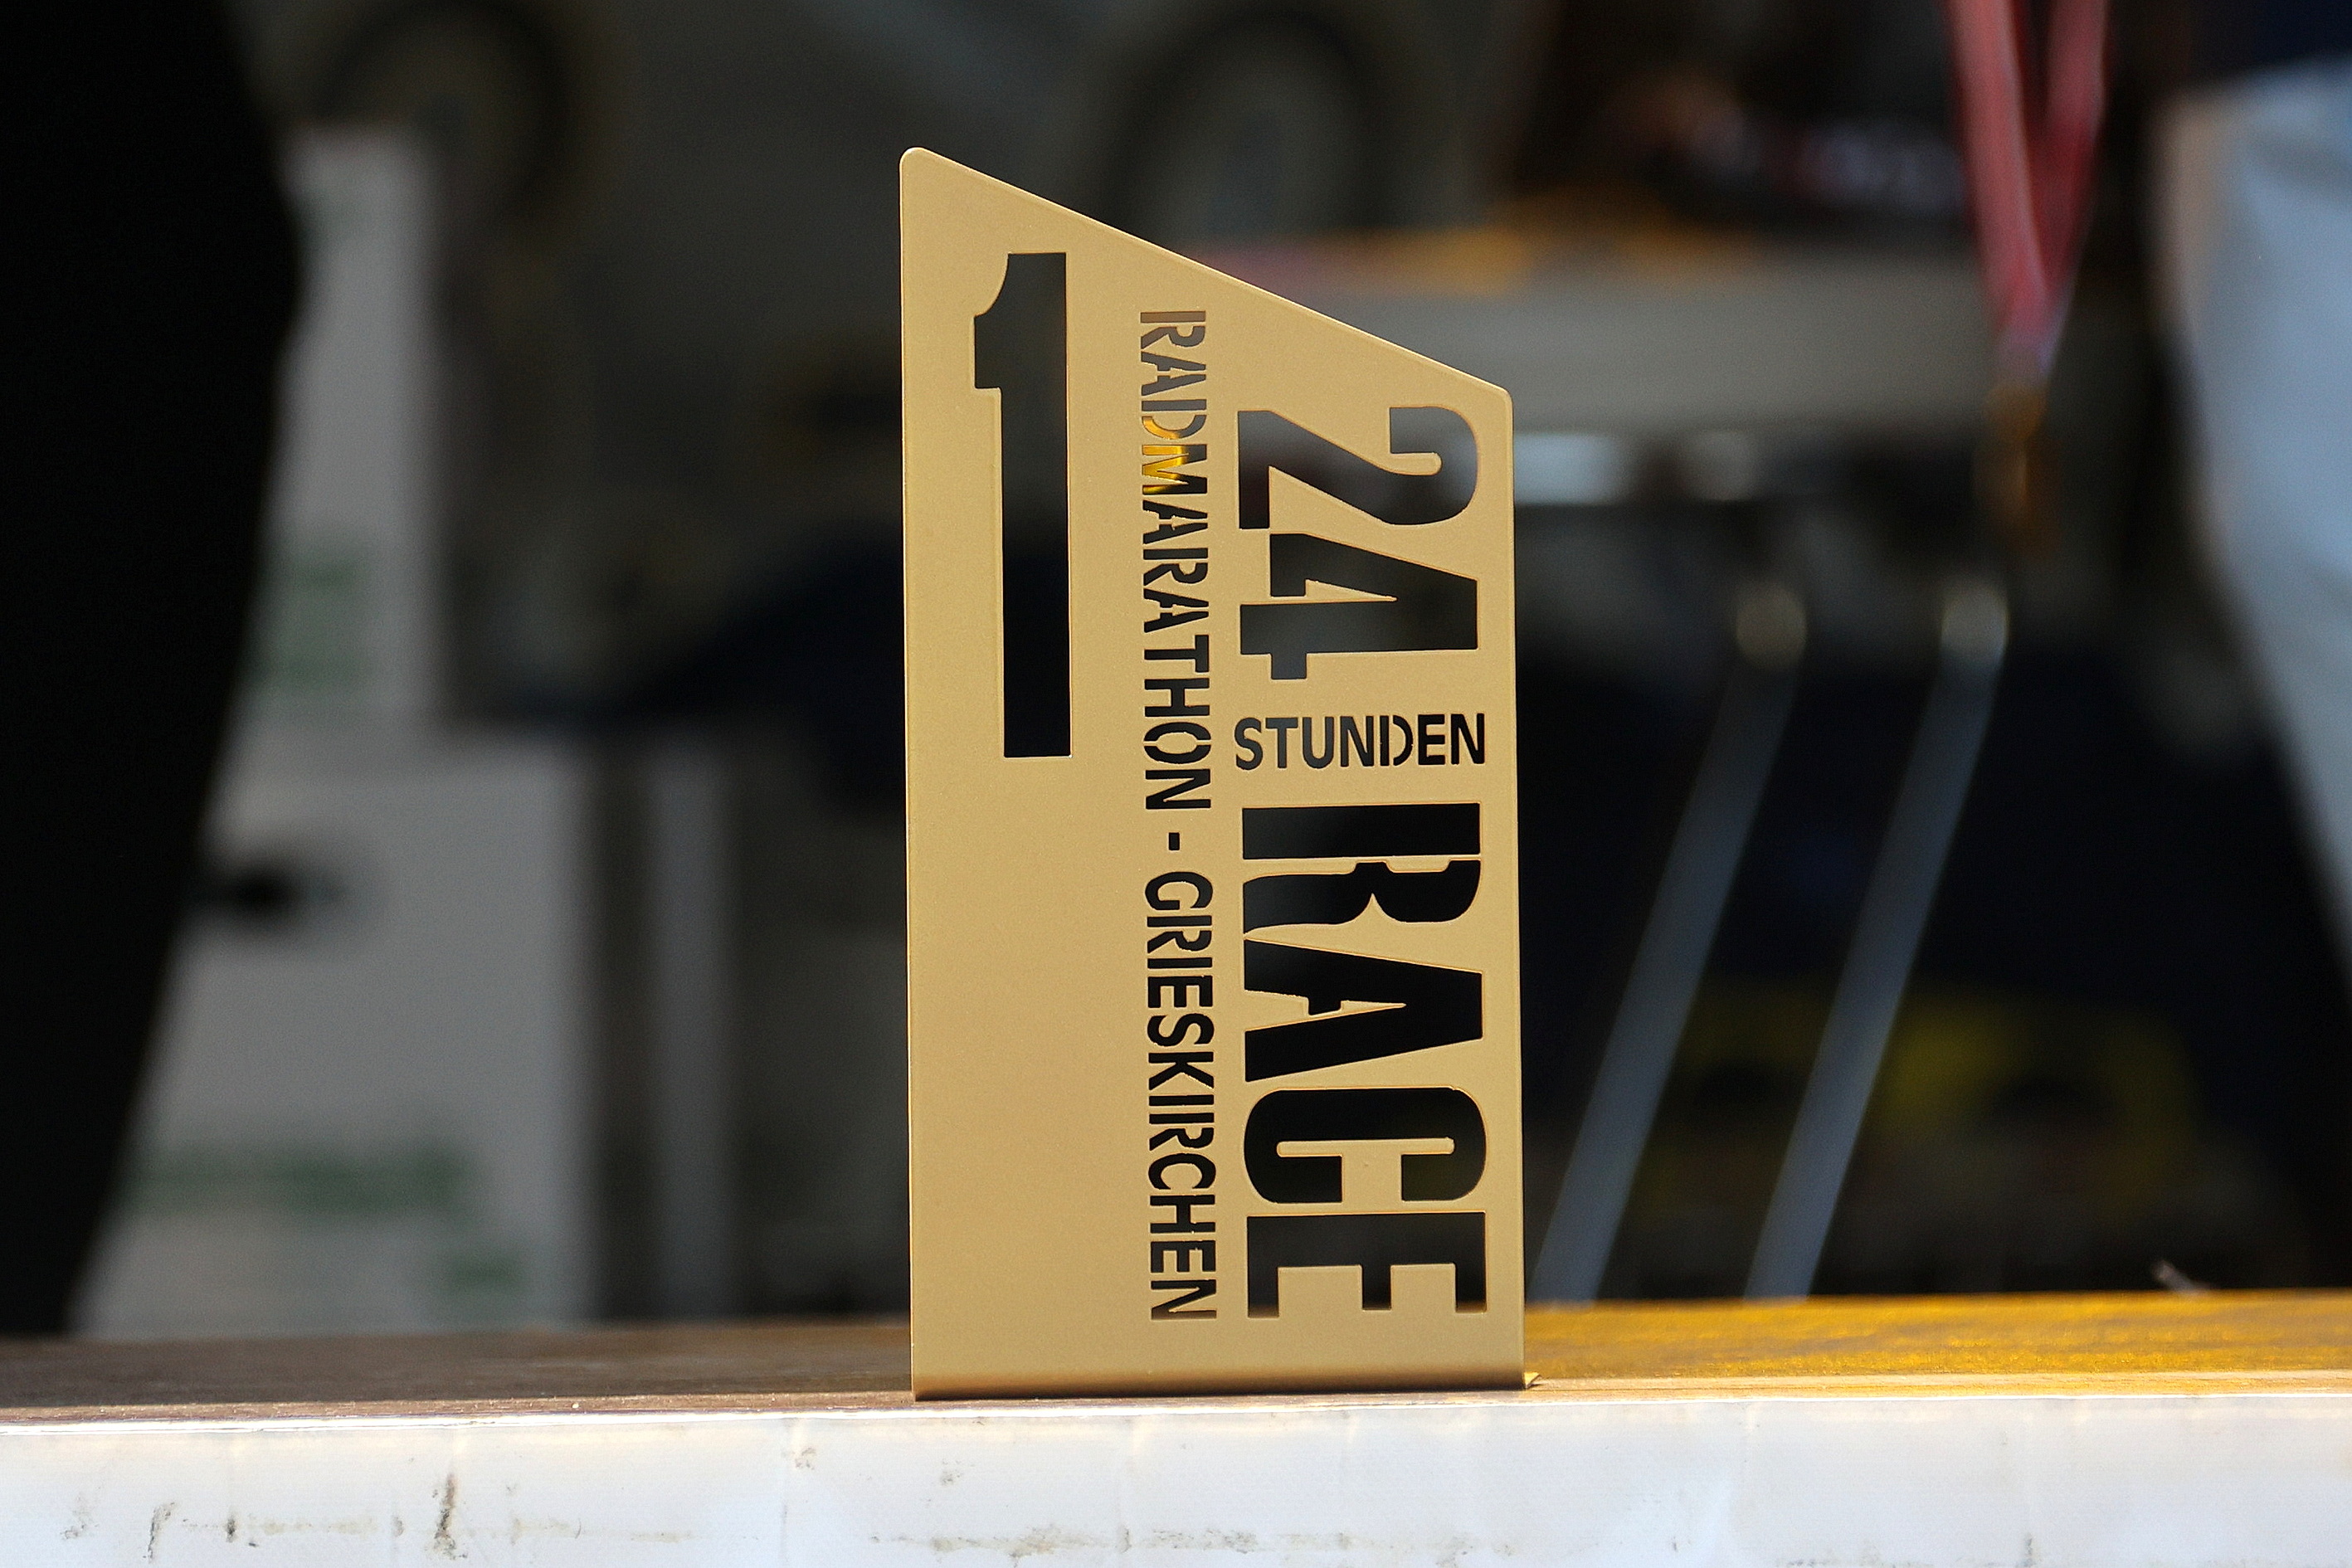 1
RADMARATHON - GRIESKIRCHEN
24
STUNDEN
RACE